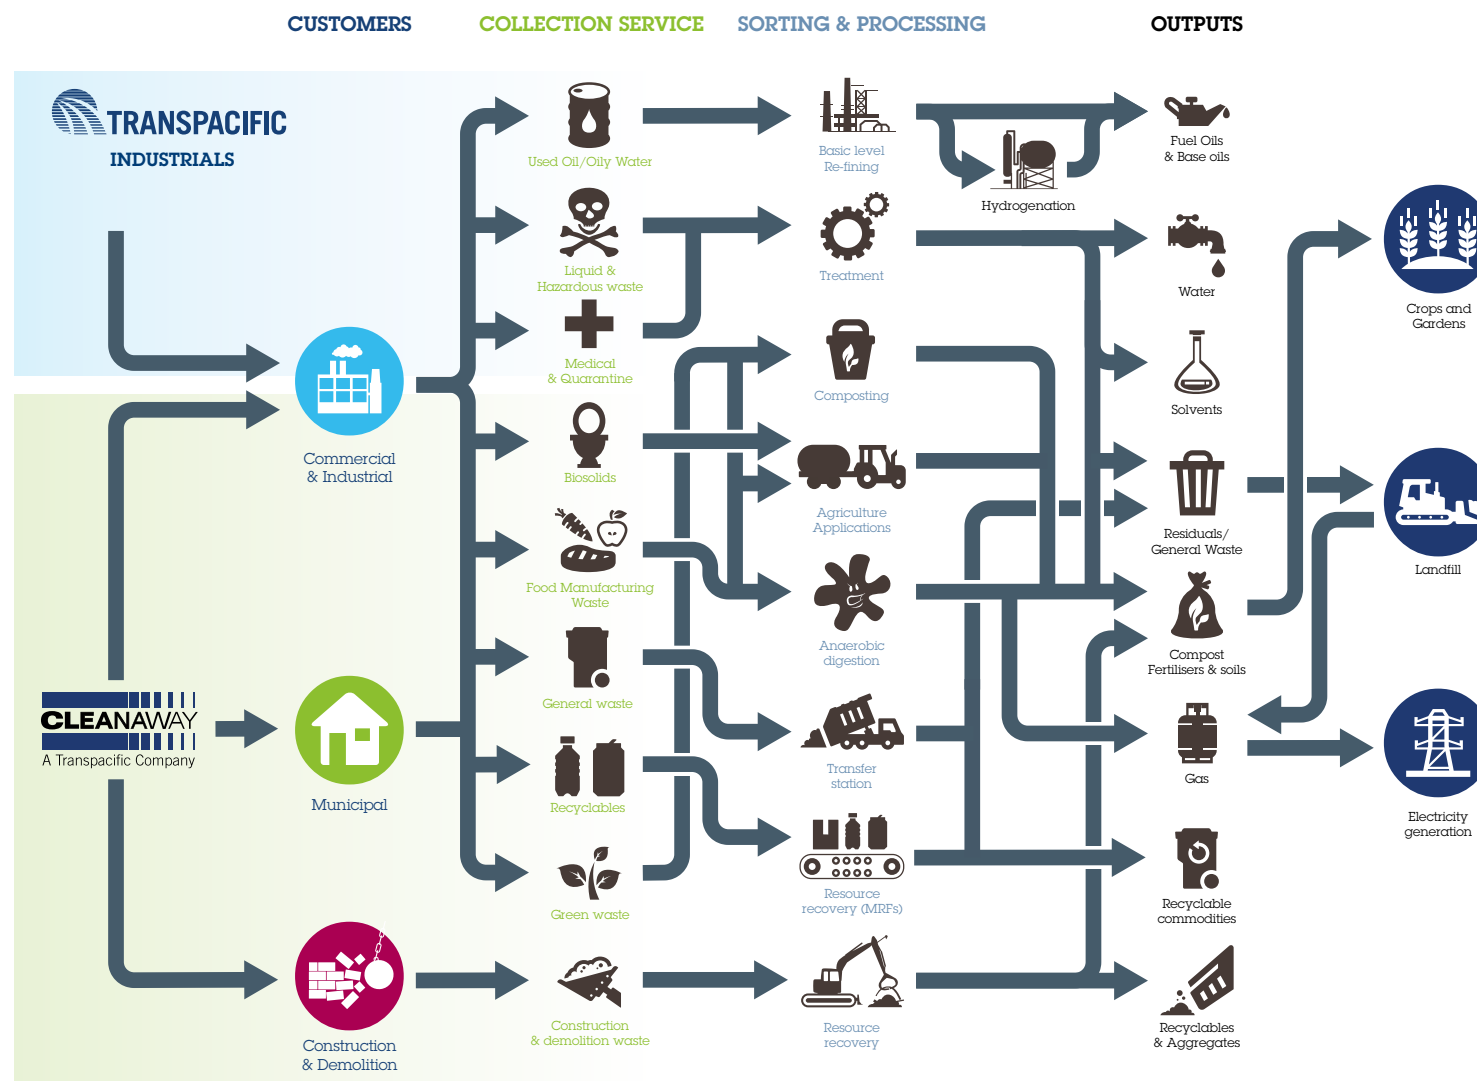 CUSTOMERS
COLLECTION SERVICE
SORTING & PROCESSING
OUTPUTS
TRANSPACIFIC
INDUSTRIALS
CLEANAWAY
A Transpacific Company
Commercial
& Industrial
Municipal
Construction
& Demolition
Used Oil/Oily Water
Liquid &
Hazardous waste
Medical
& Quarantine
Biosolids
Food Manufacturing
Waste
General waste
Recyclables
Green waste
Construction
& demolition waste
Basic level
Re-fining
Hydrogenation
Treatment
Composting
Agriculture
Applications
Anaerobic
digestion
Transfer
station
Resource
recovery (MRFs)
Resource
recovery
Fuel Oils
& Base oils
Water
Solvents
Residuals/
General Waste
Compost
Fertilisers & soils
Gas
Recyclable
commodities
Recyclables
& Aggregates
Crops and
Gardens
Landfill
Electricity
generation